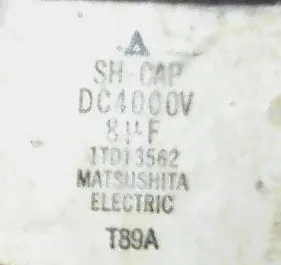 SH-CAP
DC4000V
8µF
1TD13562
MATSUSHITA
ELECTRIC
T89A